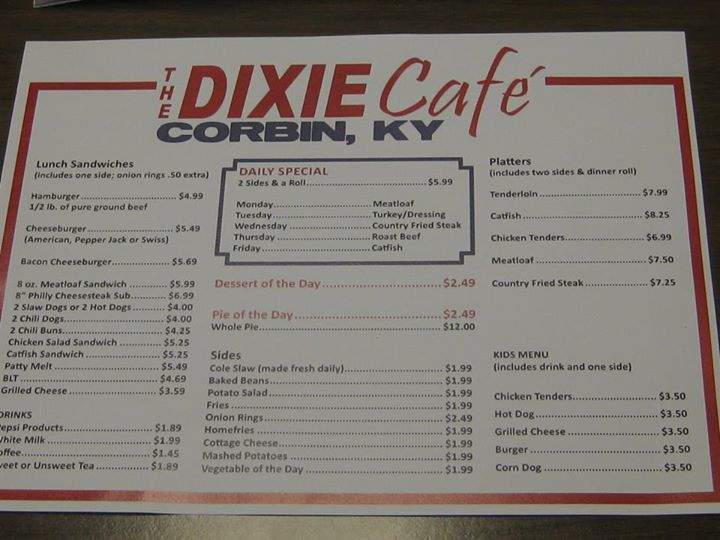 THE DIXIE Café
CORBIN, KY
Lunch Sandwiches
(includes one side; onion rings .50 extra)
Hamburger $4.99
1/2 lb. of pure ground beef
Cheeseburger $5.49
(American, Pepper Jack or Swiss)
Bacon Cheeseburger $5.69
8 oz. Meatloaf Sandwich $5.99
8" Philly Cheesesteak Sub $6.99
2 Slaw Dogs or 2 Hot Dogs $4.00
2 Chili Dogs $4.00
2 Chili Buns $4.25
Chicken Salad Sandwich $5.25
Catfish Sandwich $5.25
Patty Melt $5.49
BLT $4.69
Grilled Cheese $3.59
DRINKS
epsi Products $1.89
hite Milk $1.99
offee $1.45
weet or Unsweet Tea $1.89
DAILY SPECIAL
2 Sides & a Roll $5.99
Monday Meatloaf
Tuesday Turkey/Dressing
Wednesday Country Fried Steak
Thursday Roast Beef
Friday Catfish
Dessert of the Day $2.49
Pie of the Day $2.49
Whole Pie $12.00
Sides
Cole Slaw (made fresh daily) $1.99
Baked Beans $1.99
Potato Salad $1.99
Fries $1.99
Onion Rings $2.49
Homefries $1.99
Cottage Cheese $1.99
Mashed Potatoes $1.99
Vegetable of the Day $1.99
Platters
(includes two sides & dinner roll)
Tenderloin $7.99
Catfish $8.25
Chicken Tenders $6.99
Meatloaf $7.50
Country Fried Steak $7.25
KIDS MENU
(includes drink and one side)
Chicken Tenders $3.50
Hot Dog $3.50
Grilled Cheese $3.50
Burger $3.50
Corn Dog $3.50